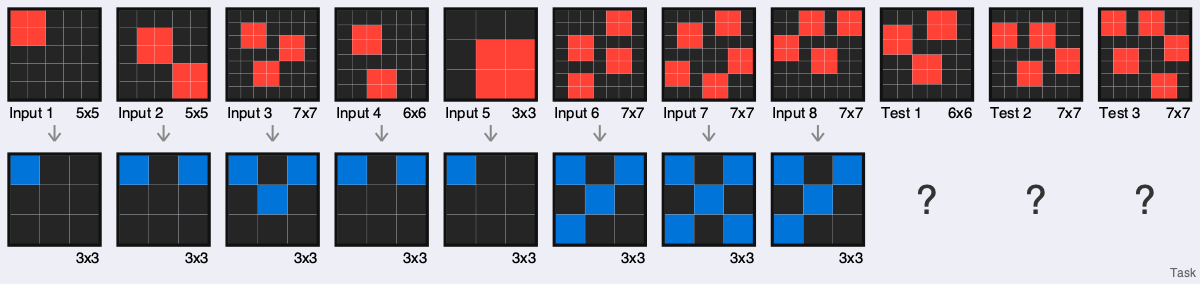 Input 1 5x5 Input 2 5x5 Input 3 7x7 Input 4 6x6 Input 5 3x3 Input 6 7x7 Input 7 7x7 Input 8 7x7 Test 1 6x6 Test 2 7x7 Test 3 7x7
? ? ?
3x3 3x3 3x3 3x3 3x3 3x3 3x3 3x3
Task